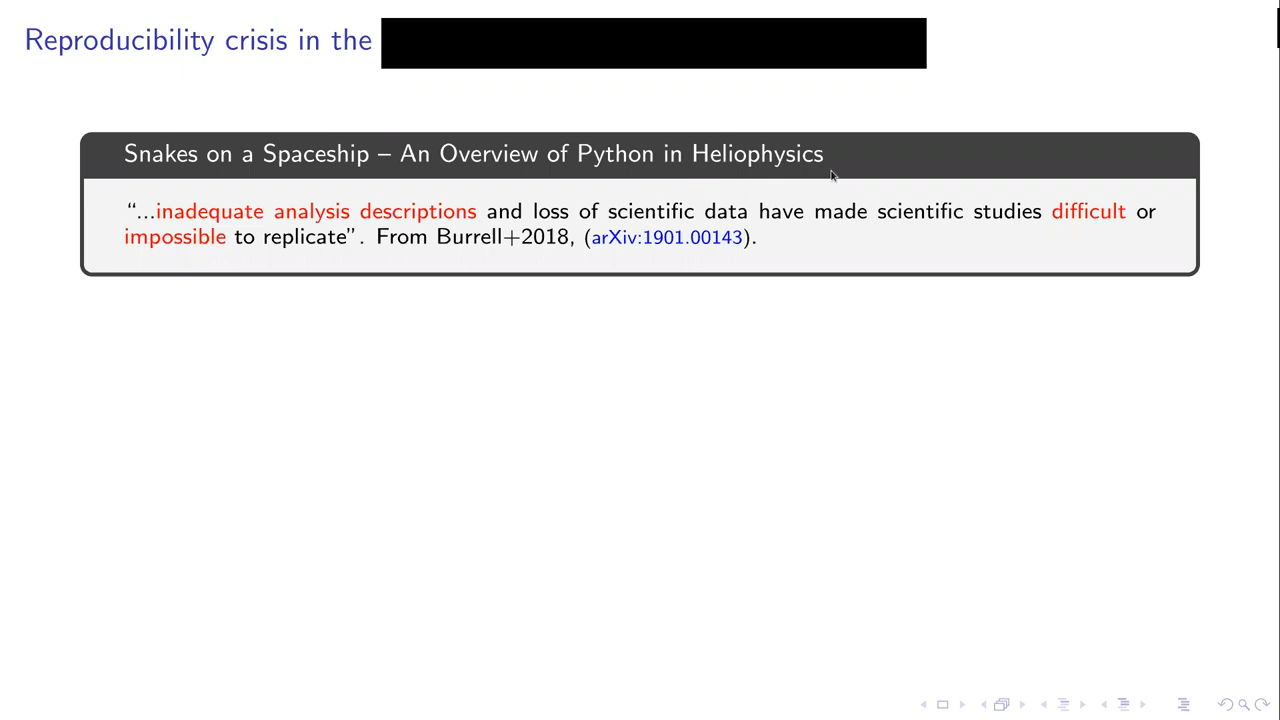 Reproducibility crisis in the
Snakes on a Spaceship – An Overview of Python in Heliophysics
“...inadequate analysis descriptions and loss of scientific data have made scientific studies difficult or
impossible to replicate”. From Burrell+2018, (arXiv:1901.00143).